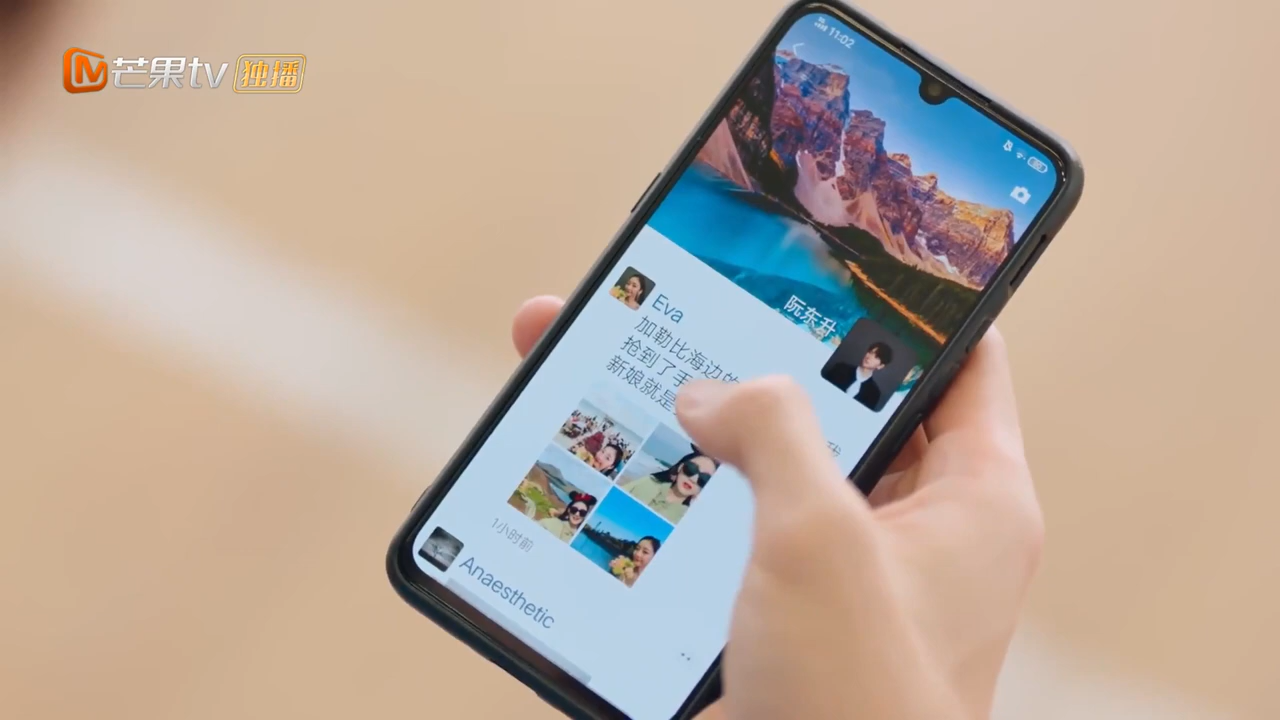 芒果tv 独播
11:02
阮东升
Eva
加勒比海边的
抢到了手
新娘就是
我
1小时前
Anaesthetic